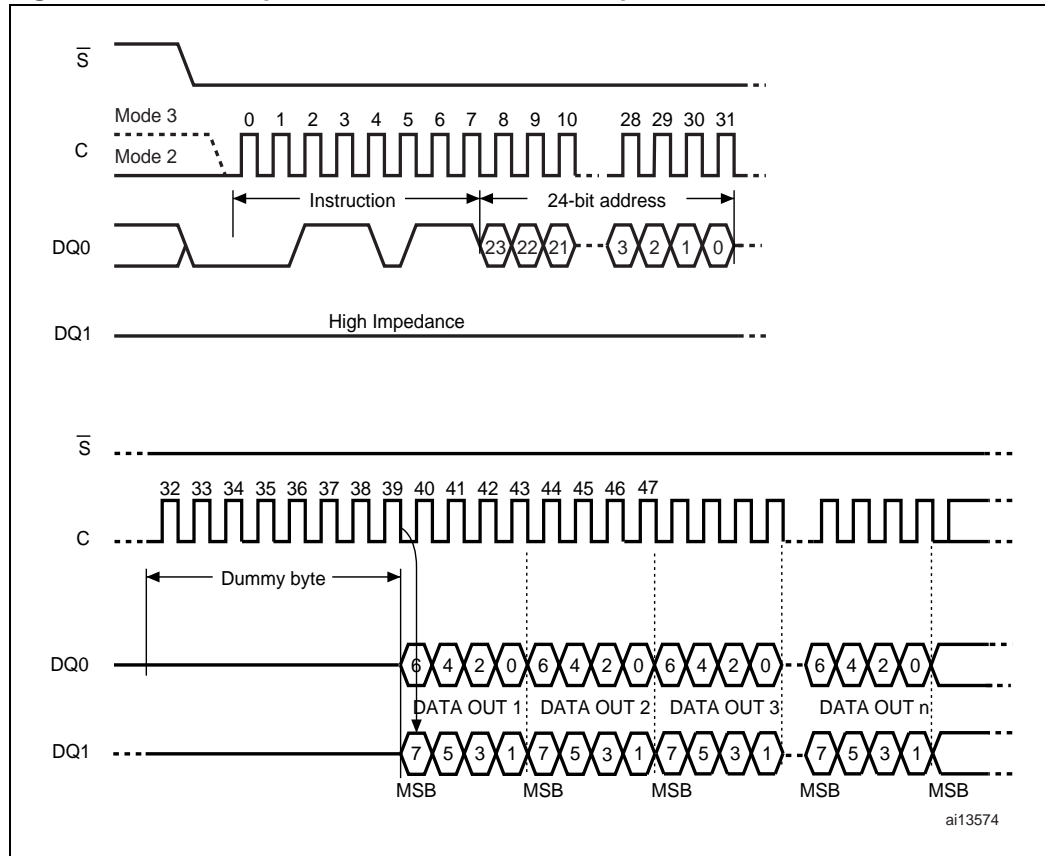 S
Mode 3
0 1 2 3 4 5 6 7 8 9 10 28 29 30 31
C
Mode 2
Instruction
24-bit address
DQ0
23 22 21 3 2 1 0
High Impedance
DQ1
S
32 33 34 35 36 37 38 39 40 41 42 43 44 45 46 47
C
Dummy byte
DQ0
6 4 2 0 6 4 2 0 6 4 2 0 6 4 2 0
DATA OUT 1 DATA OUT 2 DATA OUT 3 DATA OUT n
DQ1
7 5 3 1 7 5 3 1 7 5 3 1 7 5 3 1
MSB MSB MSB MSB MSB
ai13574